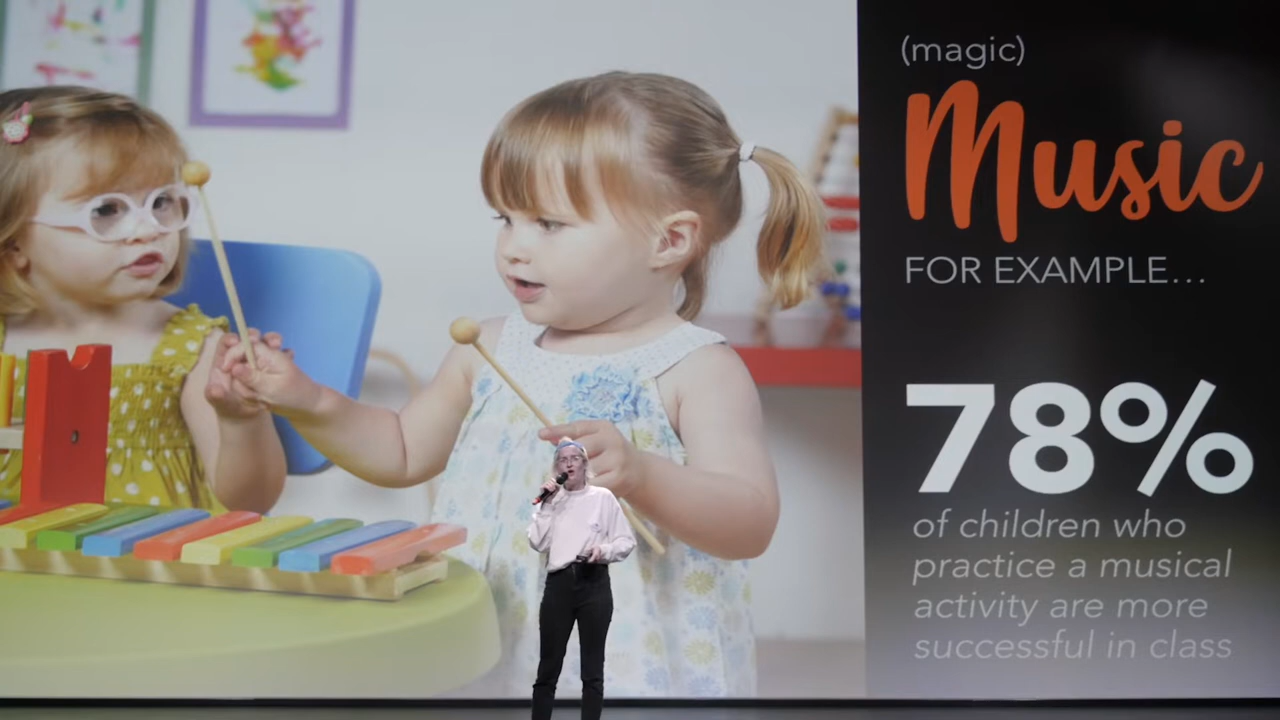 (magic)
Music
FOR EXAMPLE...
78%
of children who
practice a musical
activity are more
successful in class